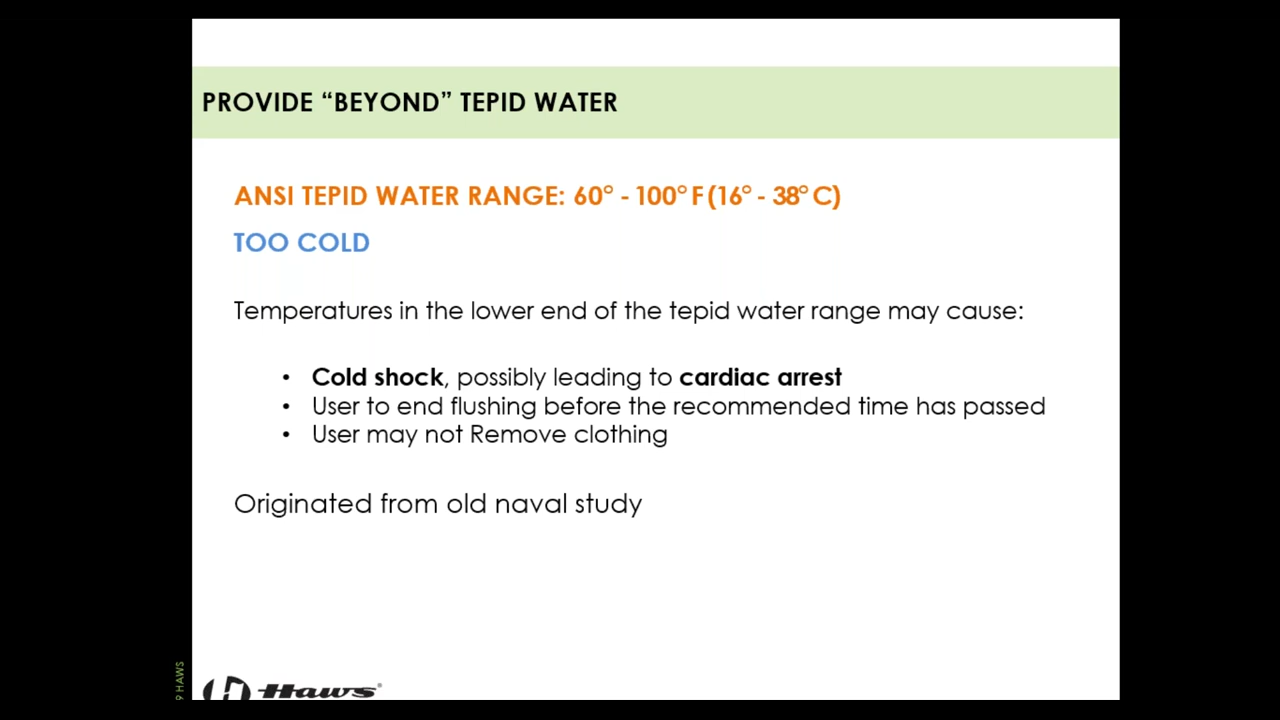 PROVIDE “BEYOND” TEPID WATER
ANSI TEPID WATER RANGE: 60° - 100° F (16° - 38° C)
TOO COLD
Temperatures in the lower end of the tepid water range may cause:
• Cold shock, possibly leading to cardiac arrest
• User to end flushing before the recommended time has passed
• User may not Remove clothing
Originated from old naval study
9 HAWS
Haws®